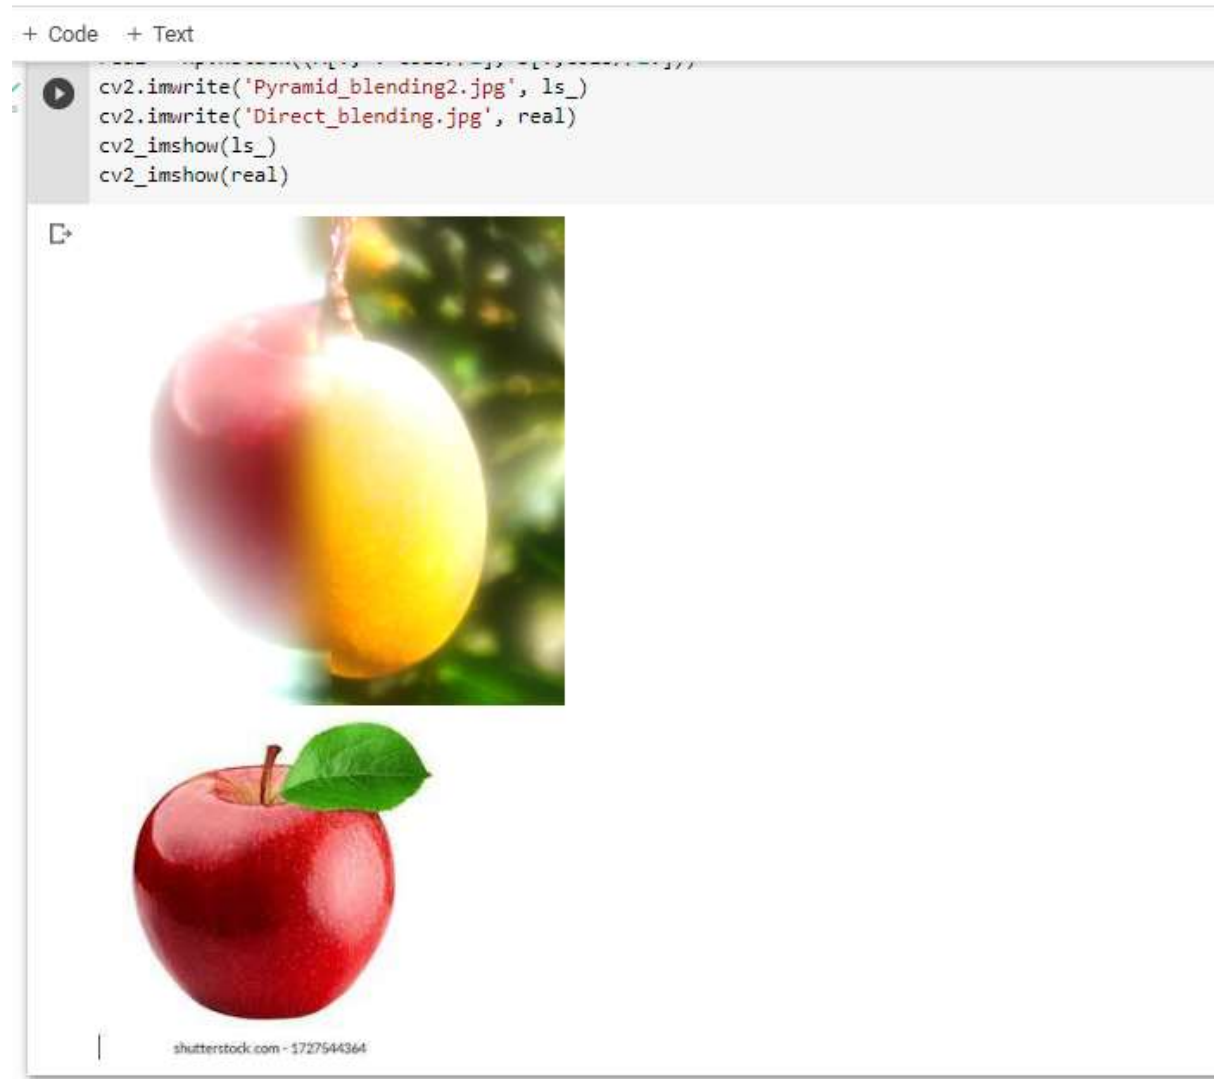 + Code + Text
cv2.imwrite('Pyramid_blending2.jpg', ls_)
cv2.imwrite('Direct_blending.jpg', real)
cv2_imshow(ls_)
cv2_imshow(real)
shutterstock.com - 1727544364